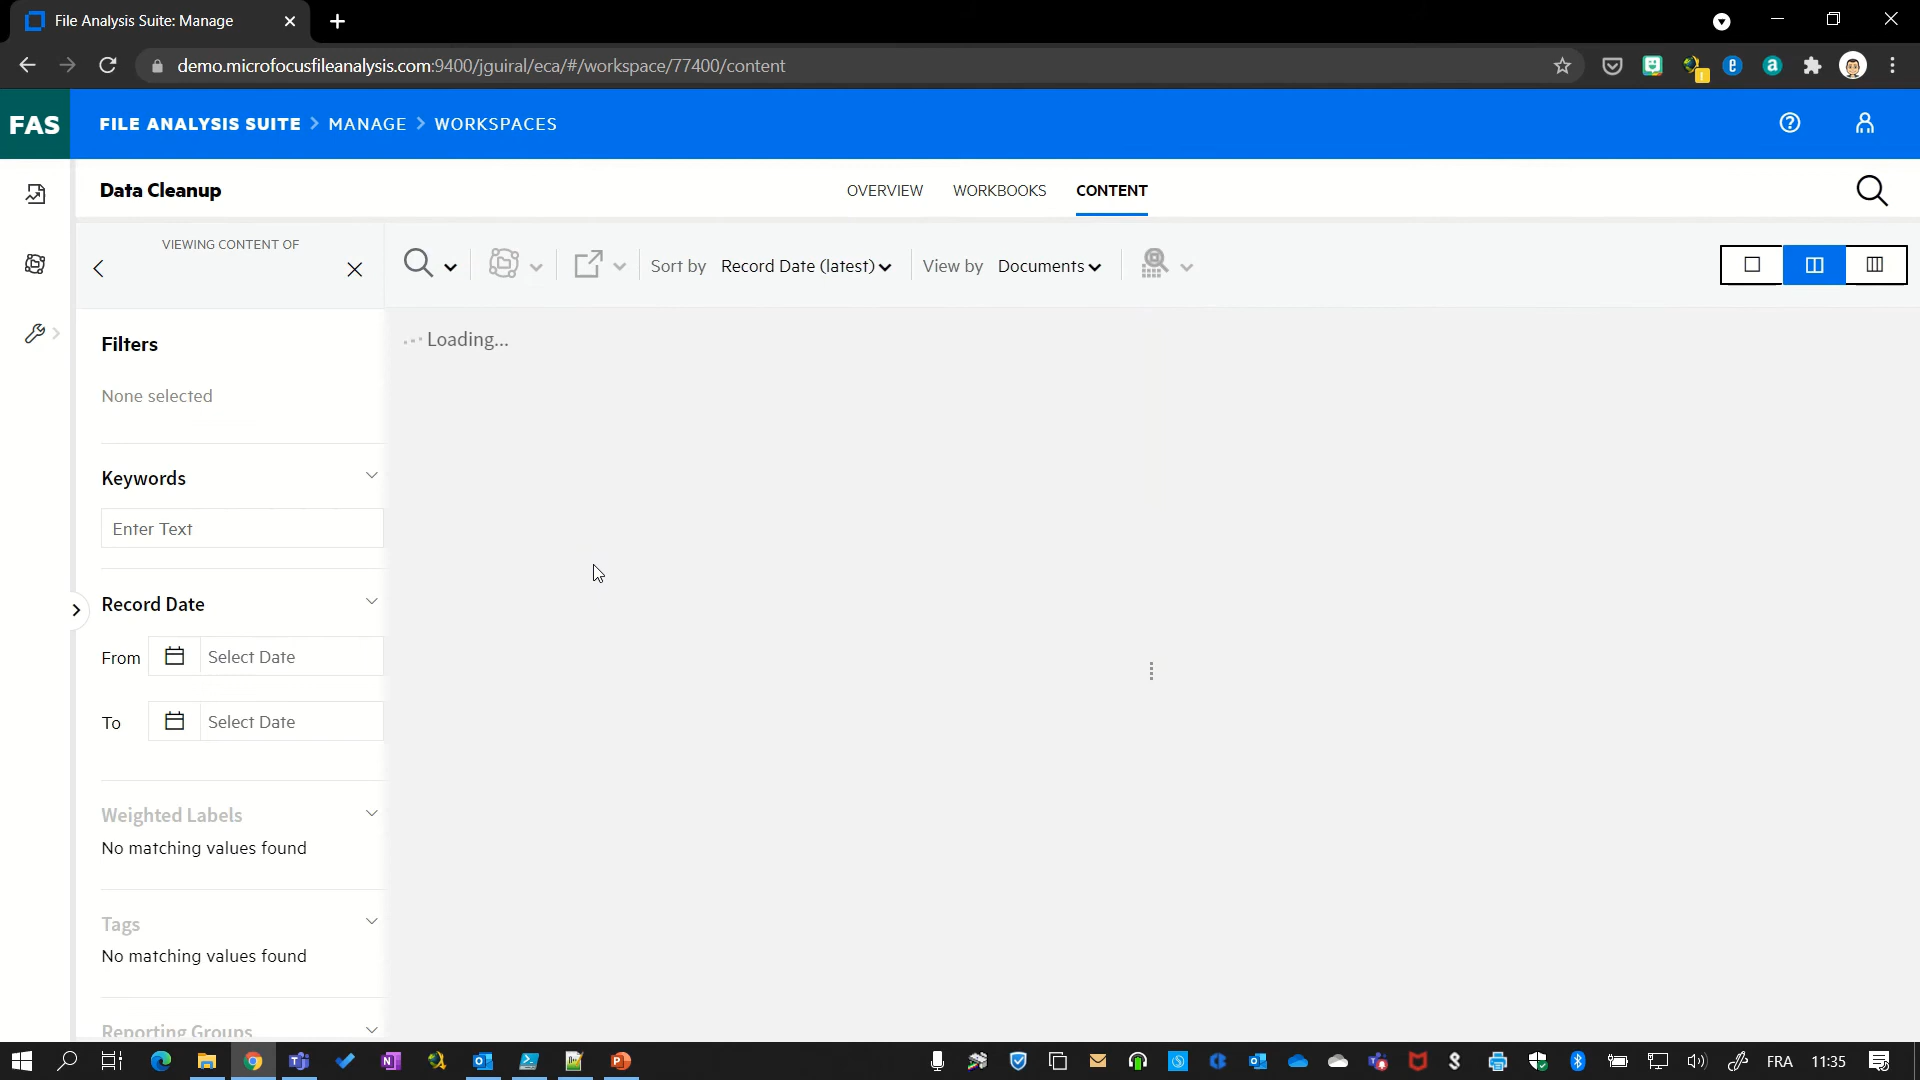 File Analysis Suite: Manage
demo.microfocusfileanalysis.com:9400/jguiral/eca/#/workspace/77400/content
FAS
FILE ANALYSIS SUITE > MANAGE > WORKSPACES
Data Cleanup
OVERVIEW
WORKBOOKS
CONTENT
VIEWING CONTENT OF
Sort by Record Date (latest)
View by Documents
Loading...
Filters
None selected
Keywords
Enter Text
Record Date
From
Select Date
To
Select Date
Weighted Labels
No matching values found
Tags
No matching values found
Reporting Groups
FRA
11:35